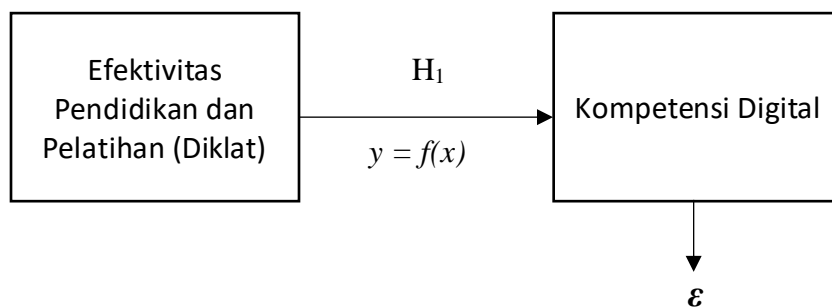 Efektivitas
Pendidikan dan
Pelatihan (Diklat)
H₁
y = f(x)
Kompetensi Digital
ε